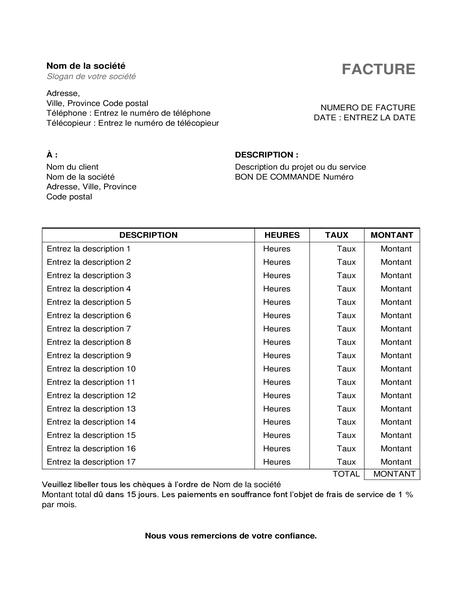 Nom de la société
FACTURE
Slogan de votre société
Adresse,
Ville, Province Code postal
Téléphone : Entrez le numéro de téléphone
Télécopieur : Entrez le numéro de télécopieur
NUMERO DE FACTURE
DATE : ENTREZ LA DATE
À :
Nom du client
Nom de la société
Adresse, Ville, Province
Code postal
DESCRIPTION :
Description du projet ou du service
BON DE COMMANDE Numéro
DESCRIPTION HEURES TAUX MONTANT
Entrez la description 1 Heures Taux Montant
Entrez la description 2 Heures Taux Montant
Entrez la description 3 Heures Taux Montant
Entrez la description 4 Heures Taux Montant
Entrez la description 5 Heures Taux Montant
Entrez la description 6 Heures Taux Montant
Entrez la description 7 Heures Taux Montant
Entrez la description 8 Heures Taux Montant
Entrez la description 9 Heures Taux Montant
Entrez la description 10 Heures Taux Montant
Entrez la description 11 Heures Taux Montant
Entrez la description 12 Heures Taux Montant
Entrez la description 13 Heures Taux Montant
Entrez la description 14 Heures Taux Montant
Entrez la description 15 Heures Taux Montant
Entrez la description 16 Heures Taux Montant
Entrez la description 17 Heures Taux Montant
TOTAL MONTANT
Veuillez libeller tous les chèques à l'ordre de Nom de la société
Montant total dû dans 15 jours. Les paiements en souffrance font l'objet de frais de service de 1 %
par mois.
Nous vous remercions de votre confiance.